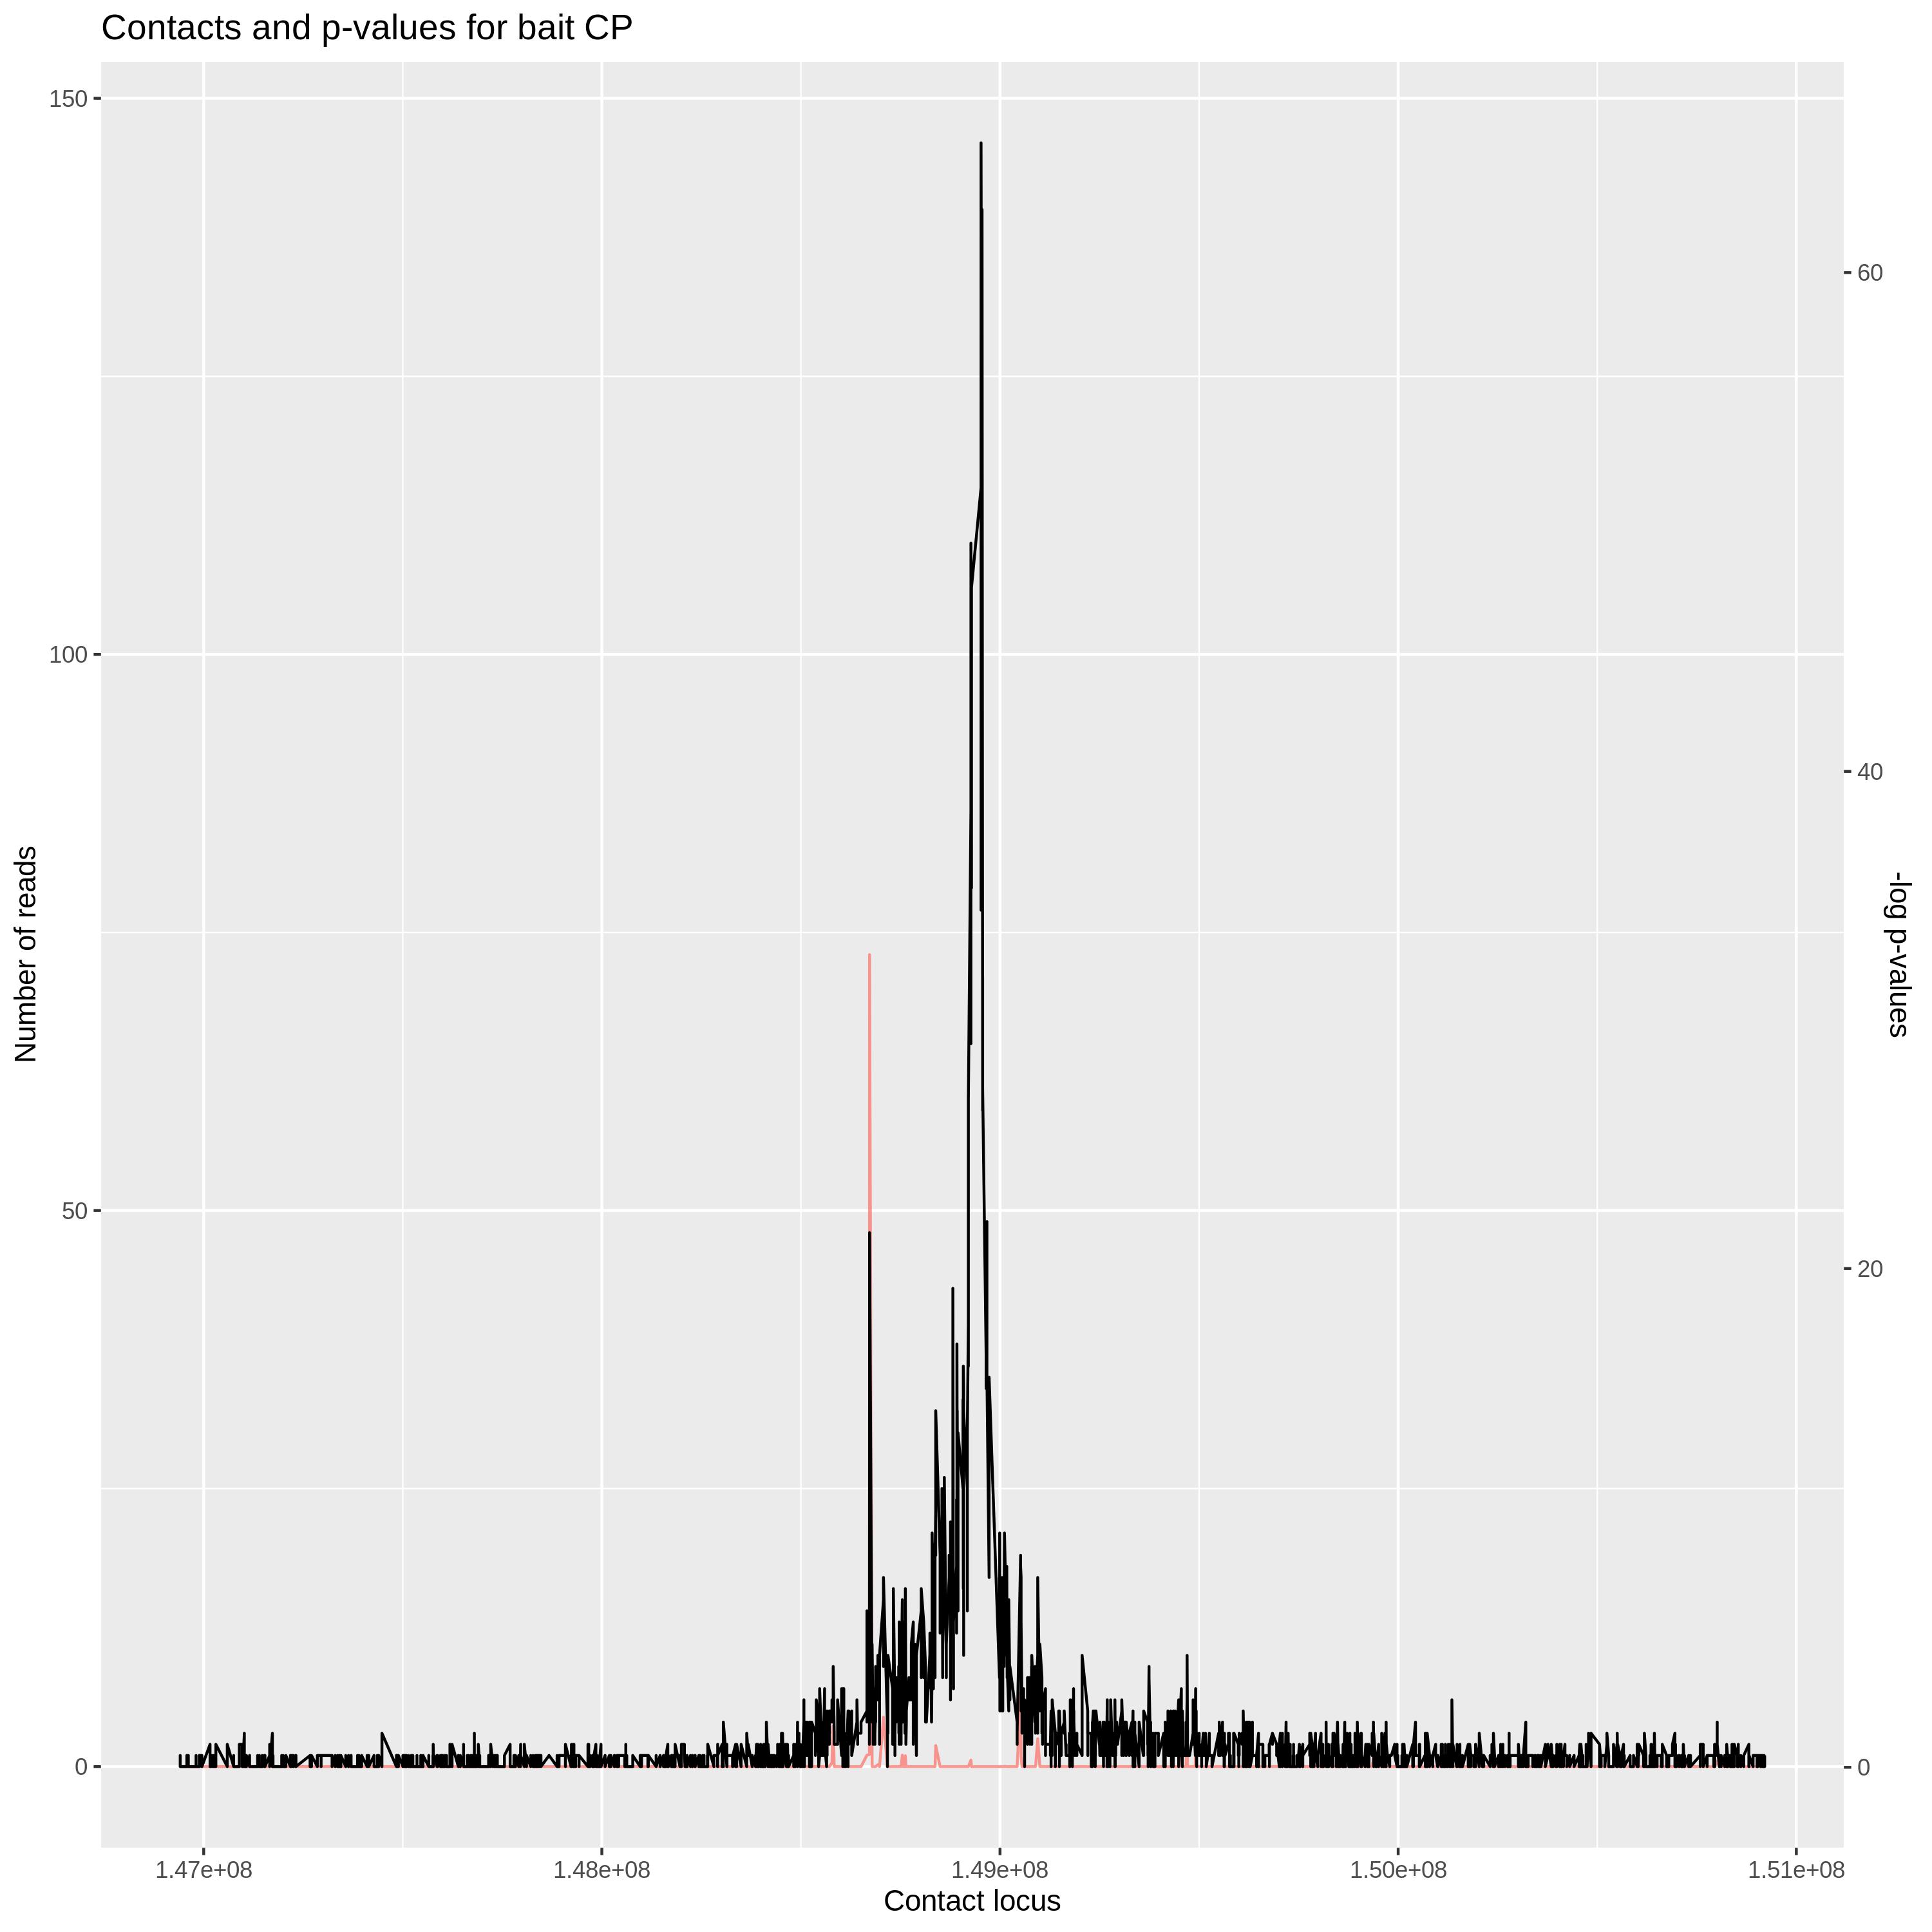 Contacts and p-values for bait CP
150
100
50
0
Number of reads
60
40
20
0
-log p-values
1.47e+08
1.48e+08
1.49e+08
1.50e+08
1.51e+08
Contact locus